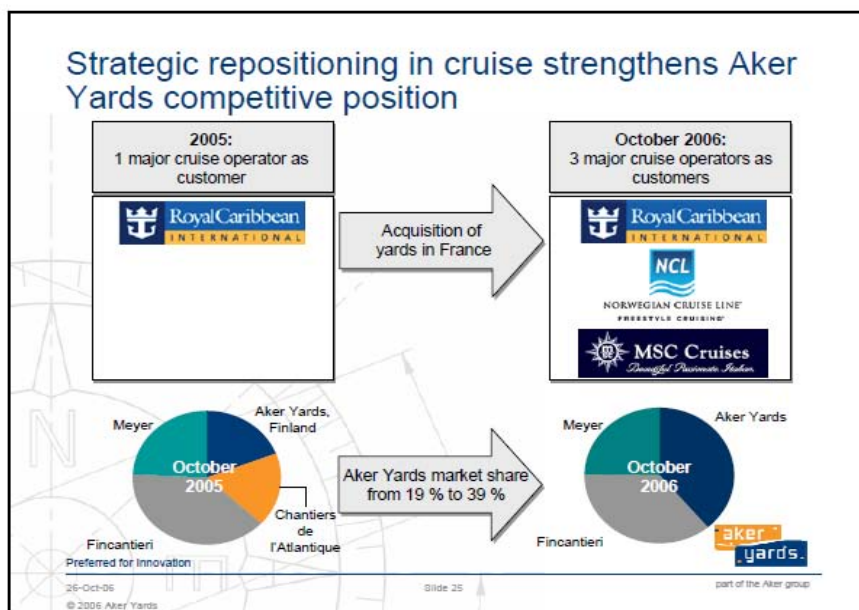 Strategic repositioning in cruise strengthens Aker
Yards competitive position
2005:
1 major cruise operator as
customer
RoyalCaribbean
INTERNATIONAL
Acquisition of
yards in France
October 2006:
3 major cruise operators as
customers
RoyalCaribbean
INTERNATIONAL
NCL
NORWEGIAN CRUISE LINE®
FREESTYLE CRUISING®
MSC Cruises
Beautiful. Passionate. Italian.
Meyer
Aker Yards,
Finland
October
2005
Chantiers
de
l'Atlantique
Fincantieri
Aker Yards market share
from 19 % to 39 %
Meyer
Aker Yards
October
2006
Fincantieri
aker
yards.
Preferred for Innovation
part of the Aker group
26-Oct-06
Slide 25
© 2006 Aker Yards
N